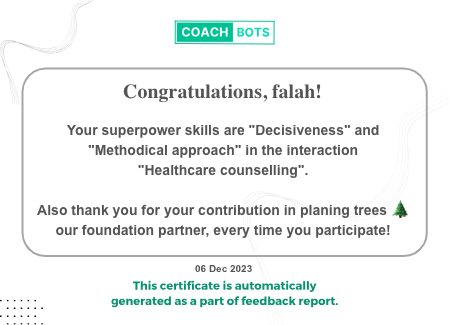 COACH BOTS
Congratulations, falah!
Your superpower skills are "Decisiveness" and
"Methodical approach" in the interaction
"Healthcare counselling".
Also thank you for your contribution in planing trees
our foundation partner, every time you participate!
06 Dec 2023
This certificate is automatically
generated as a part of feedback report.